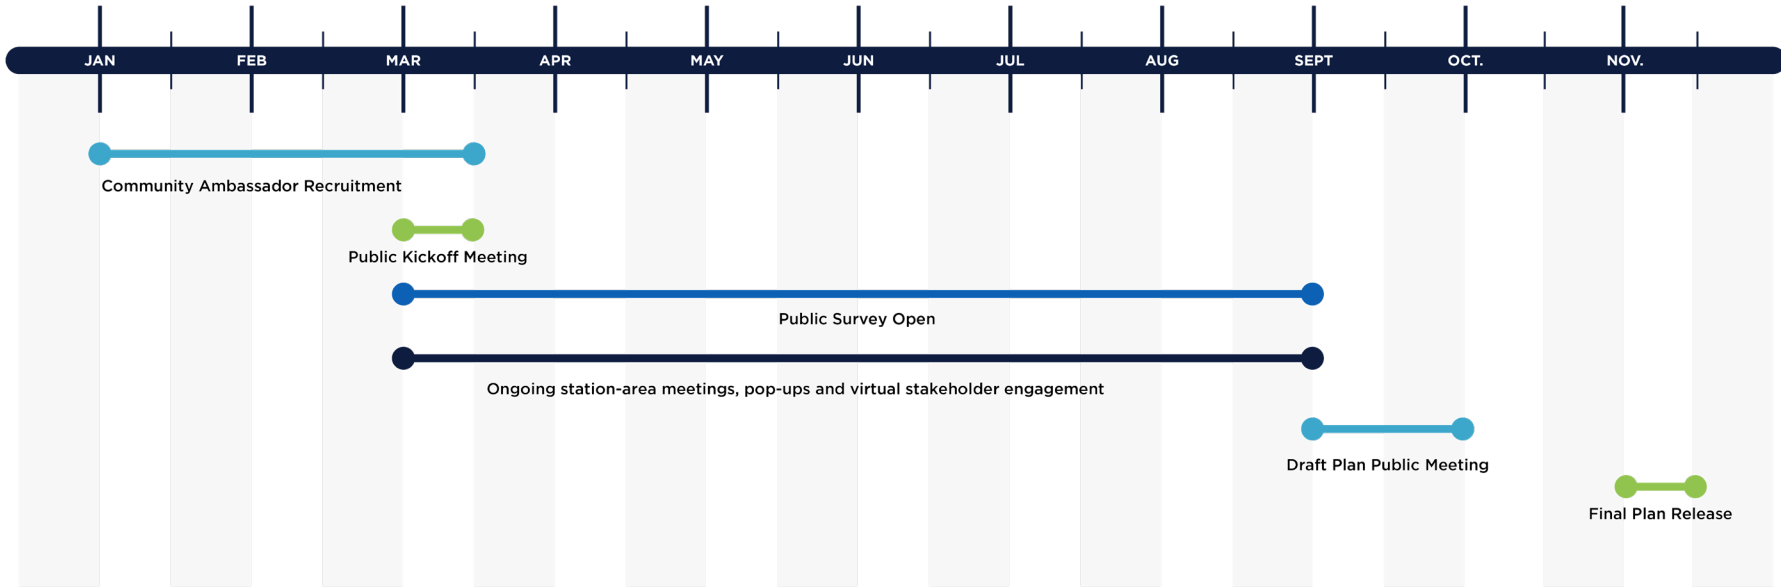 JAN FEB MAR APR MAY JUN JUL AUG SEPT OCT. NOV.
Community Ambassador Recruitment
Public Kickoff Meeting
Public Survey Open
Ongoing station-area meetings, pop-ups and virtual stakeholder engagement
Draft Plan Public Meeting
Final Plan Release